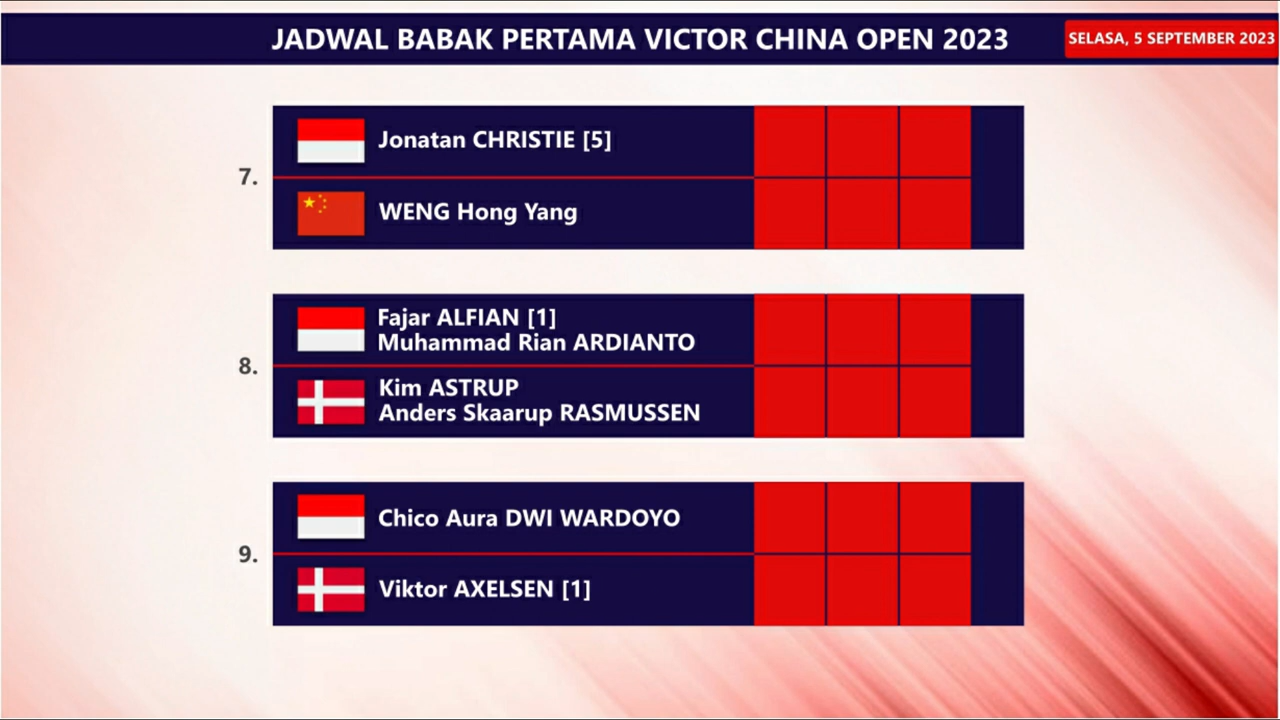 JADWAL BABAK PERTAMA VICTOR CHINA OPEN 2023
SELASA, 5 SEPTEMBER 2023
7.
Jonatan CHRISTIE [5]
WENG Hong Yang
8.
Fajar ALFIAN [1]
Muhammad Rian ARDIANTO
Kim ASTRUP
Anders Skaarup RASMUSSEN
9.
Chico Aura DWI WARDOYO
Viktor AXELSEN [1]